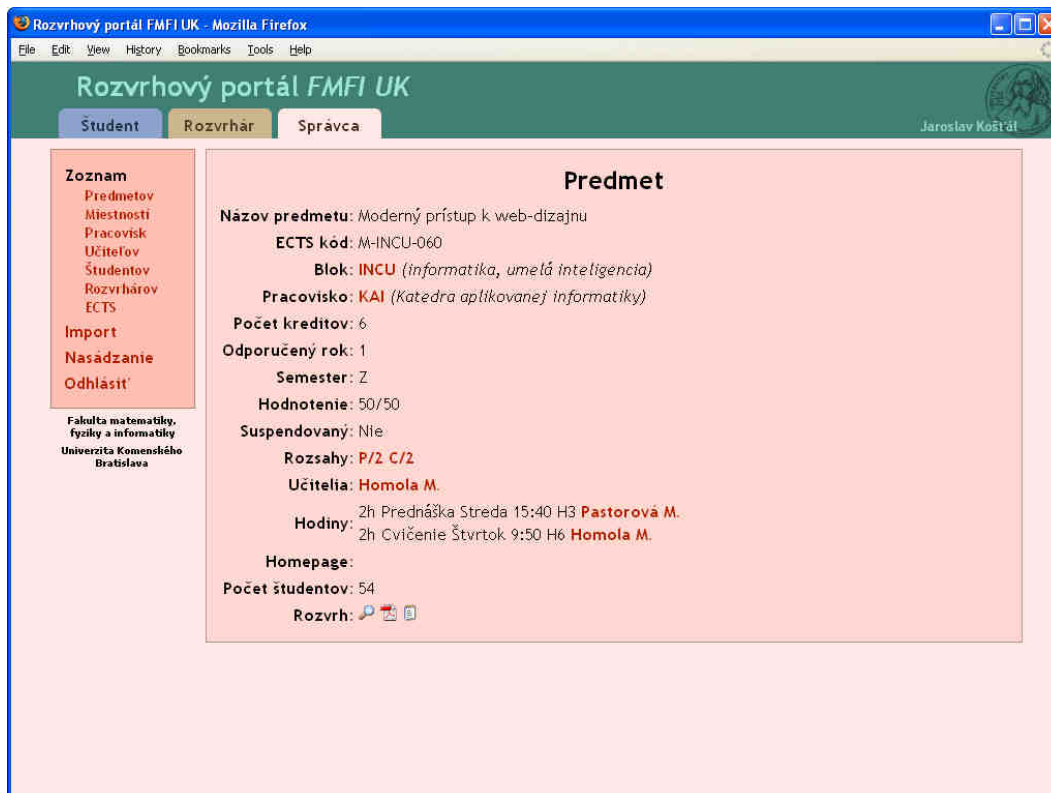 Rozvrhový portál FMFI UK - Mozilla Firefox
File Edit View History Bookmarks Tools Help
Rozvrhový portál FMFI UK
Študent Rozvrhár Správca
Jaroslav Košťál
Zoznam
Predmetov
Miestností
Pracovísk
Učiteľov
Študentov
Rozvrhárov
ECTS
Import
Nasádzanie
Odhlásiť
Fakulta matematiky,
fyziky a informatiky
Univerzita Komenského
Bratislava
Predmet
Názov predmetu: Moderný prístup k web-dizajnu
ECTS kód: M-INCU-060
Blok: INCU (informatika, umelá inteligencia)
Pracovisko: KAI (Katedra aplikovanej informatiky)
Počet kreditov: 6
Odporučený rok: 1
Semester: Z
Hodnotenie: 50/50
Suspendovaný: Nie
Rozsahy: P/2 C/2
Učitelia: Homola M.
Hodiny: 2h Prednáška Streda 15:40 H3 Pastorová M.
2h Cvičenie Štvrtok 9:50 H6 Homola M.
Homepage:
Počet študentov: 54
Rozvrh: